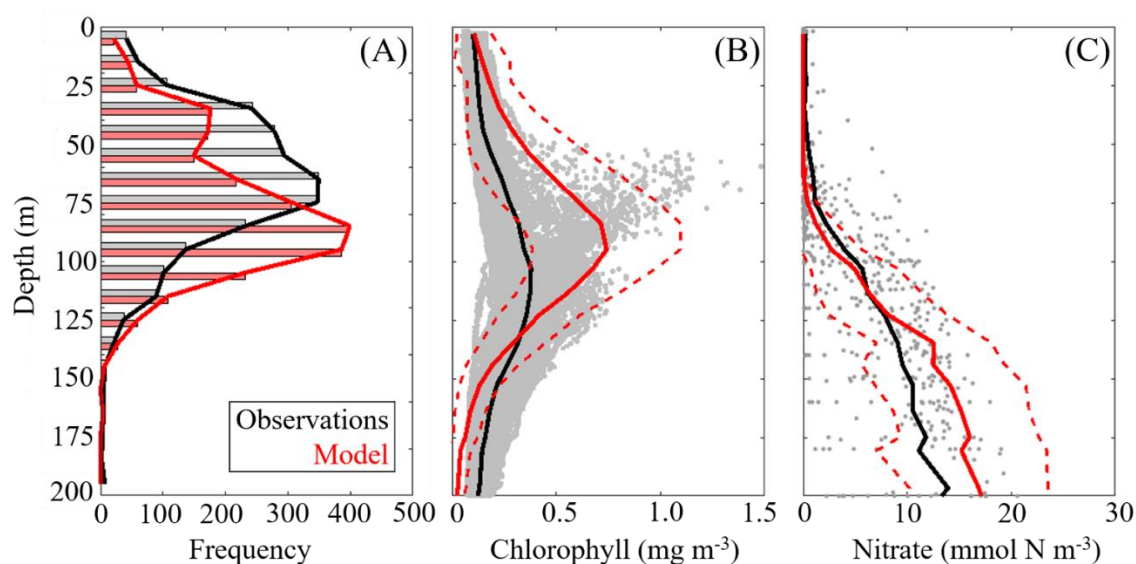 (A) (B) (C)
0
25
50
75
100
125
150
175
200
Depth (m)
Observations
Model
0 100 200 300 400 500
0 0.5 1.0 1.5
0 10 20 30
Frequency
Chlorophyll (mg m-3)
Nitrate (mmol N m-3)